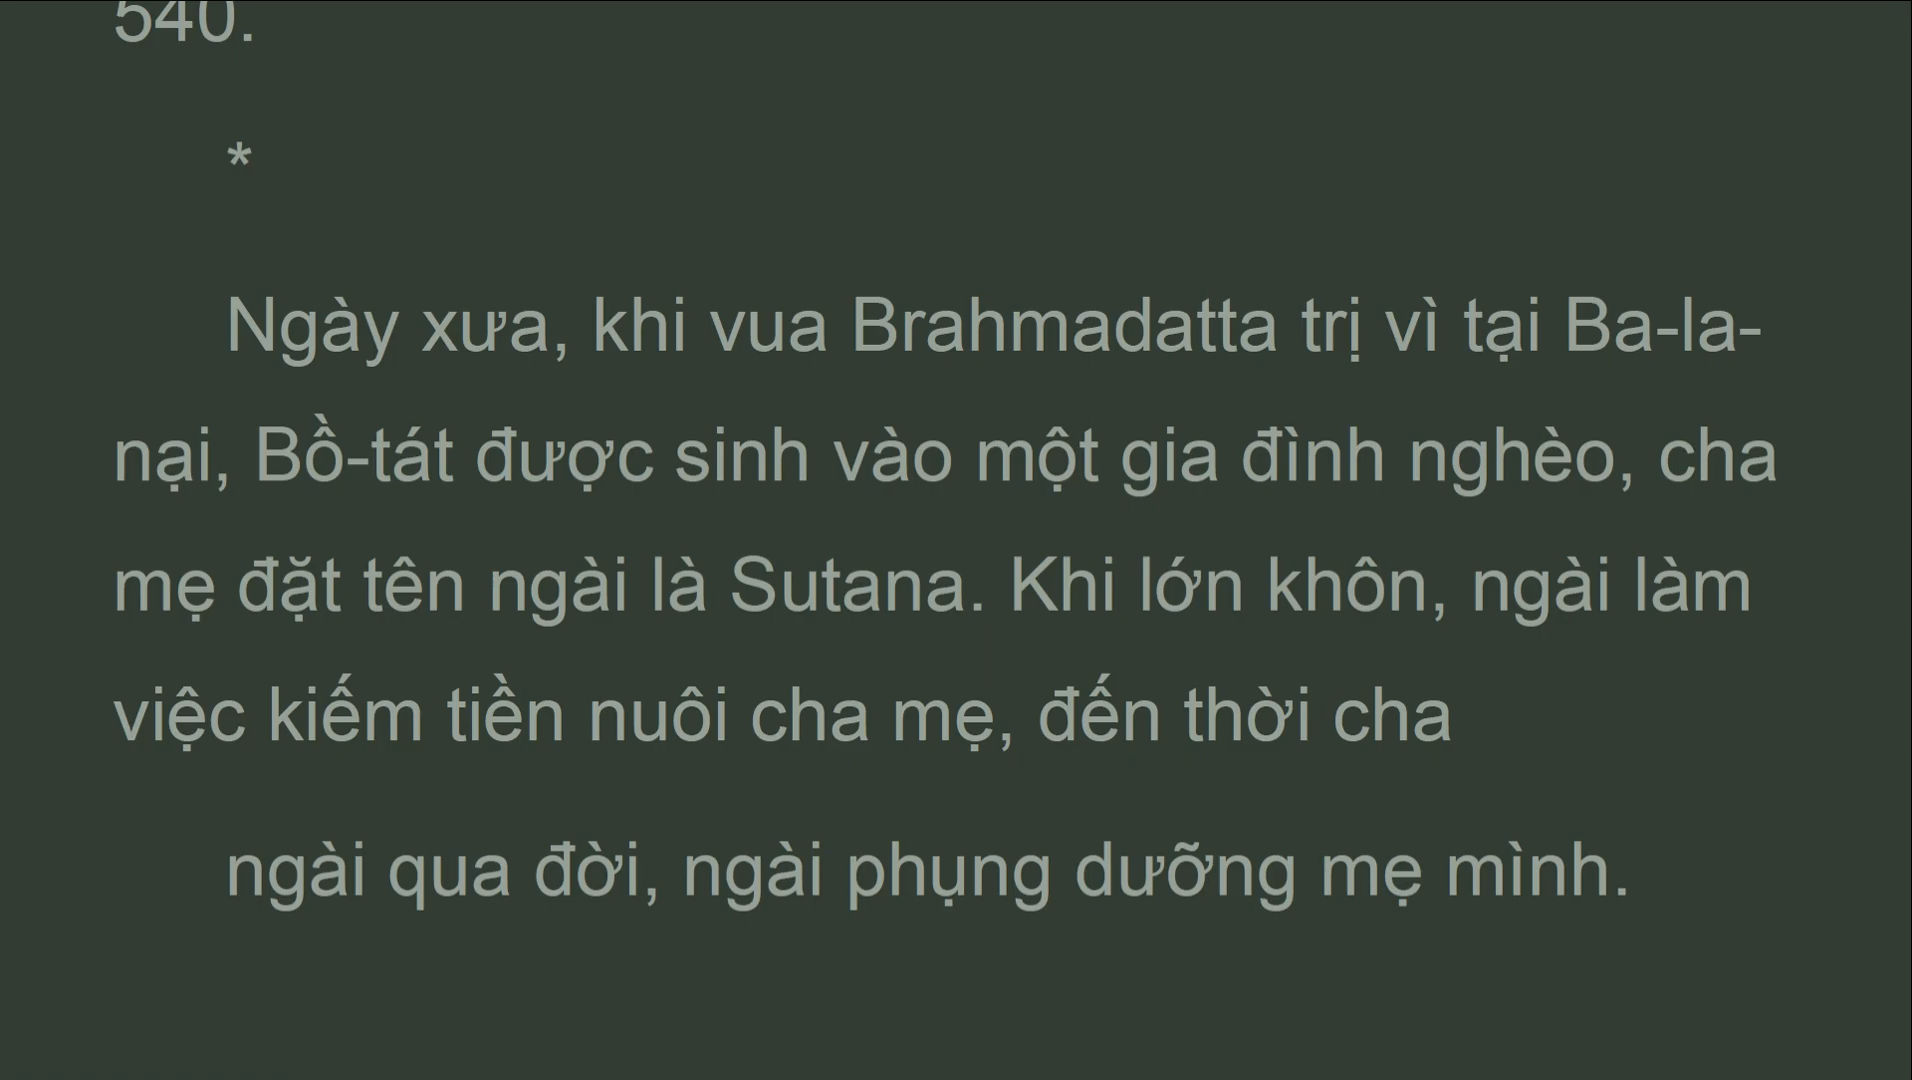 540.
*
Ngày xưa, khi vua Brahmadatta trị vì tại Ba-la-
nại, Bồ-tát được sinh vào một gia đình nghèo, cha
mẹ đặt tên ngài là Sutana. Khi lớn khôn, ngài làm
việc kiếm tiền nuôi cha mẹ, đến thời cha
ngài qua đời, ngài phụng dưỡng mẹ mình.